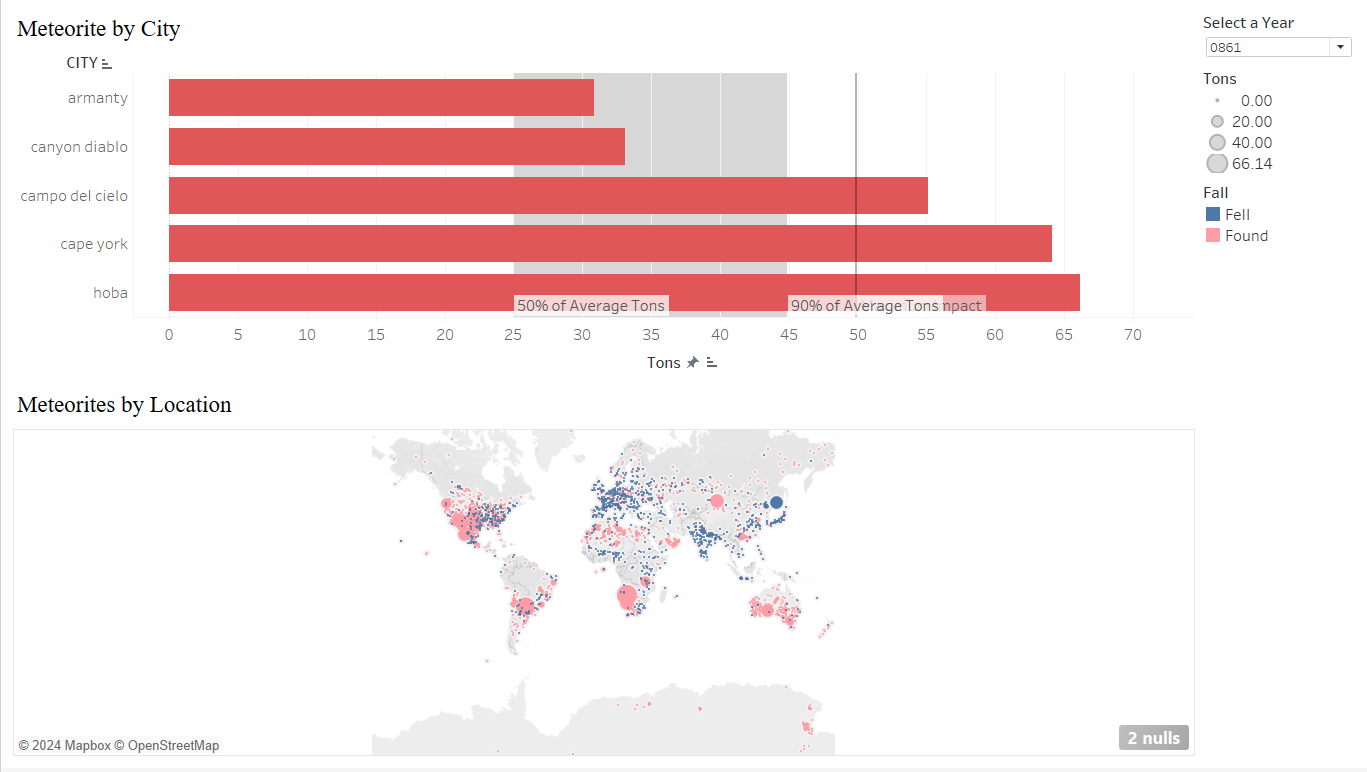 Meteorite by City
CITY
armanty
canyon diablo
campo del cielo
cape york
hoba
50% of Average Tons
90% of Average Tons
0 5 10 15 20 25 30 35 40 45 50 55 60 65 70
Tons
Select a Year
0861
Tons
0.00
20.00
40.00
66.14
Fall
Fell
Found
Meteorites by Location
© 2024 Mapbox © OpenStreetMap
2 nulls